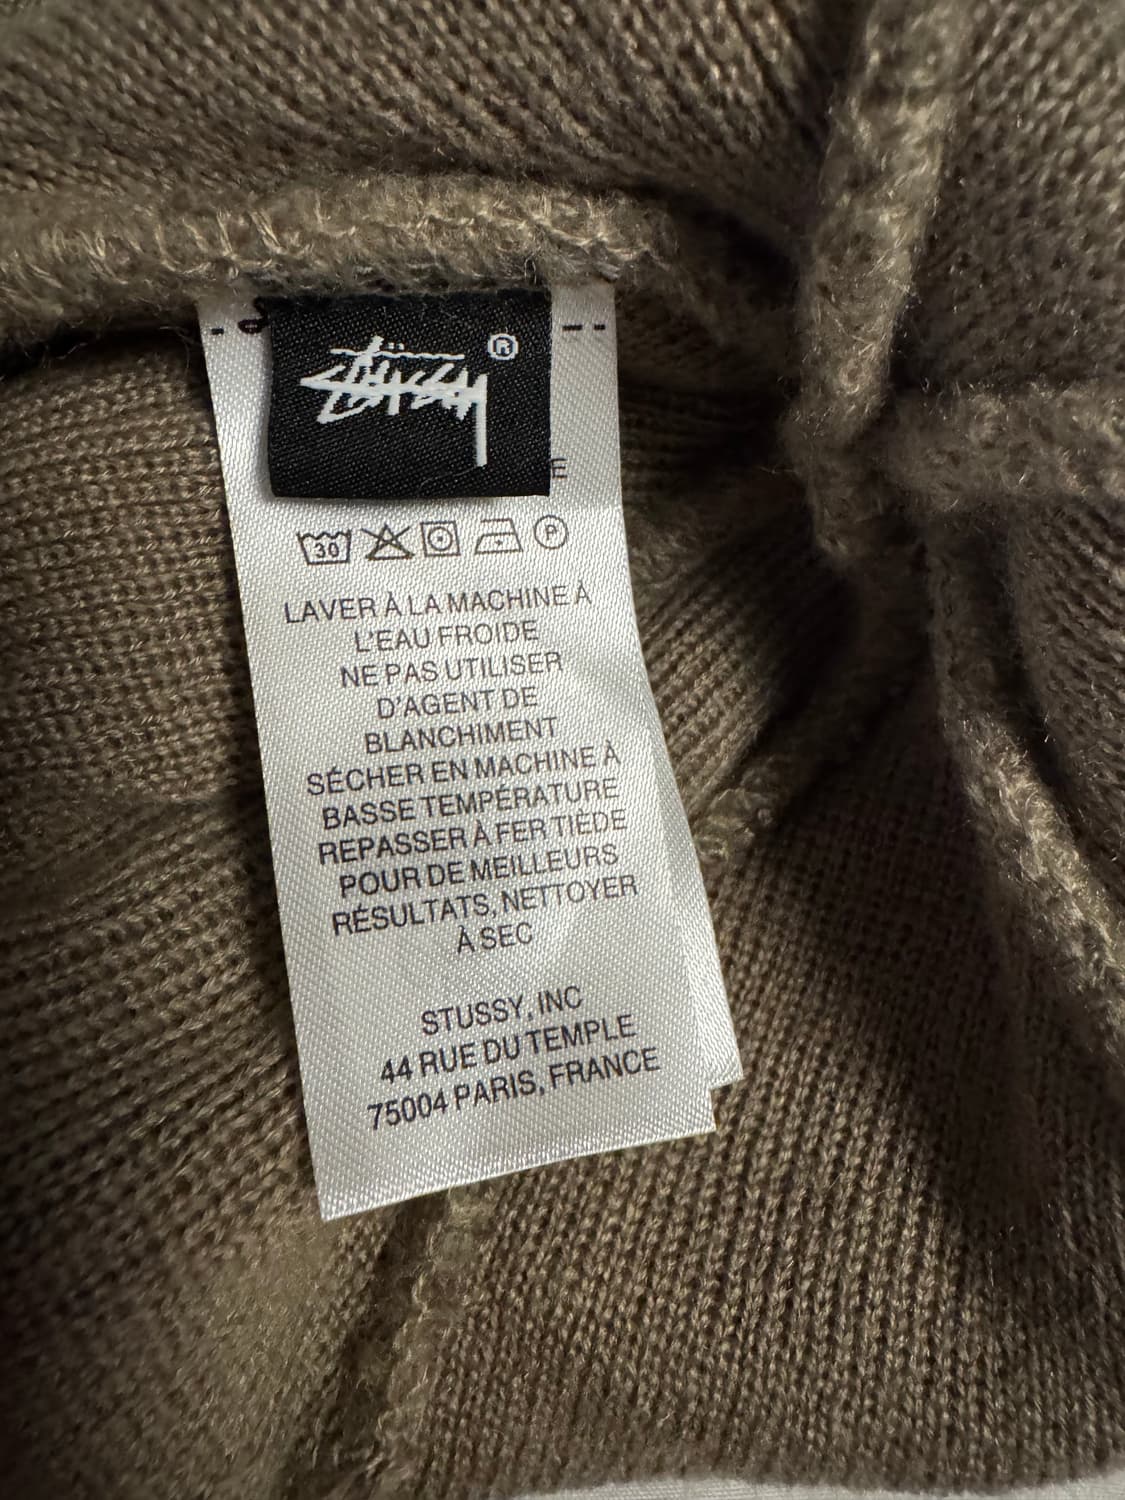 Stüssy ®
E
30 P
LAVER À LA MACHINE À
L'EAU FROIDE
NE PAS UTILISER
D'AGENT DE
BLANCHIMENT
SÉCHER EN MACHINE À
BASSE TEMPÉRATURE
REPASSER À FER TIÈDE
POUR DE MEILLEURS
RÉSULTATS, NETTOYER
À SEC
STUSSY, INC
44 RUE DU TEMPLE
75004 PARIS, FRANCE